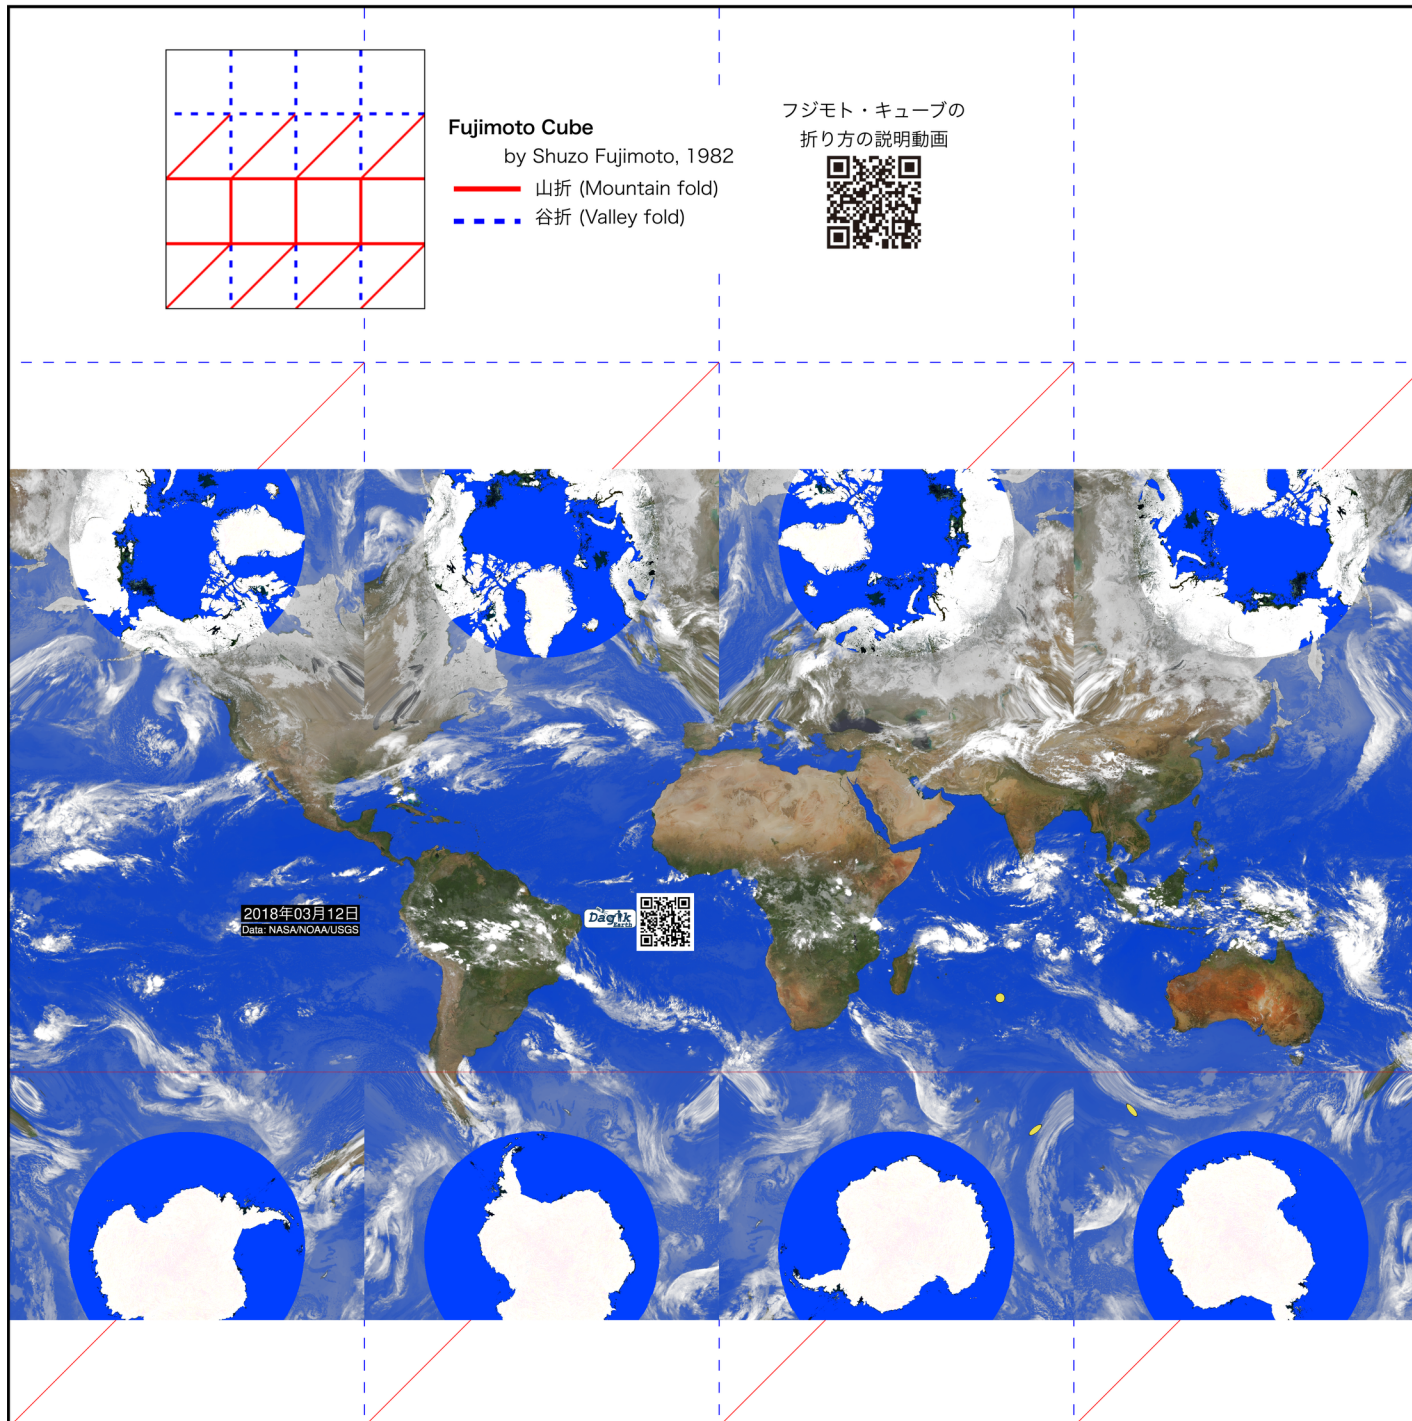 Fujimoto Cube
by Shuzo Fujimoto, 1982
山折 (Mountain fold)
谷折 (Valley fold)
フジモト・キューブの
折り方の説明動画
2018年03月12日
Data: NASA/NOAA/USGS
Dagik
Earth